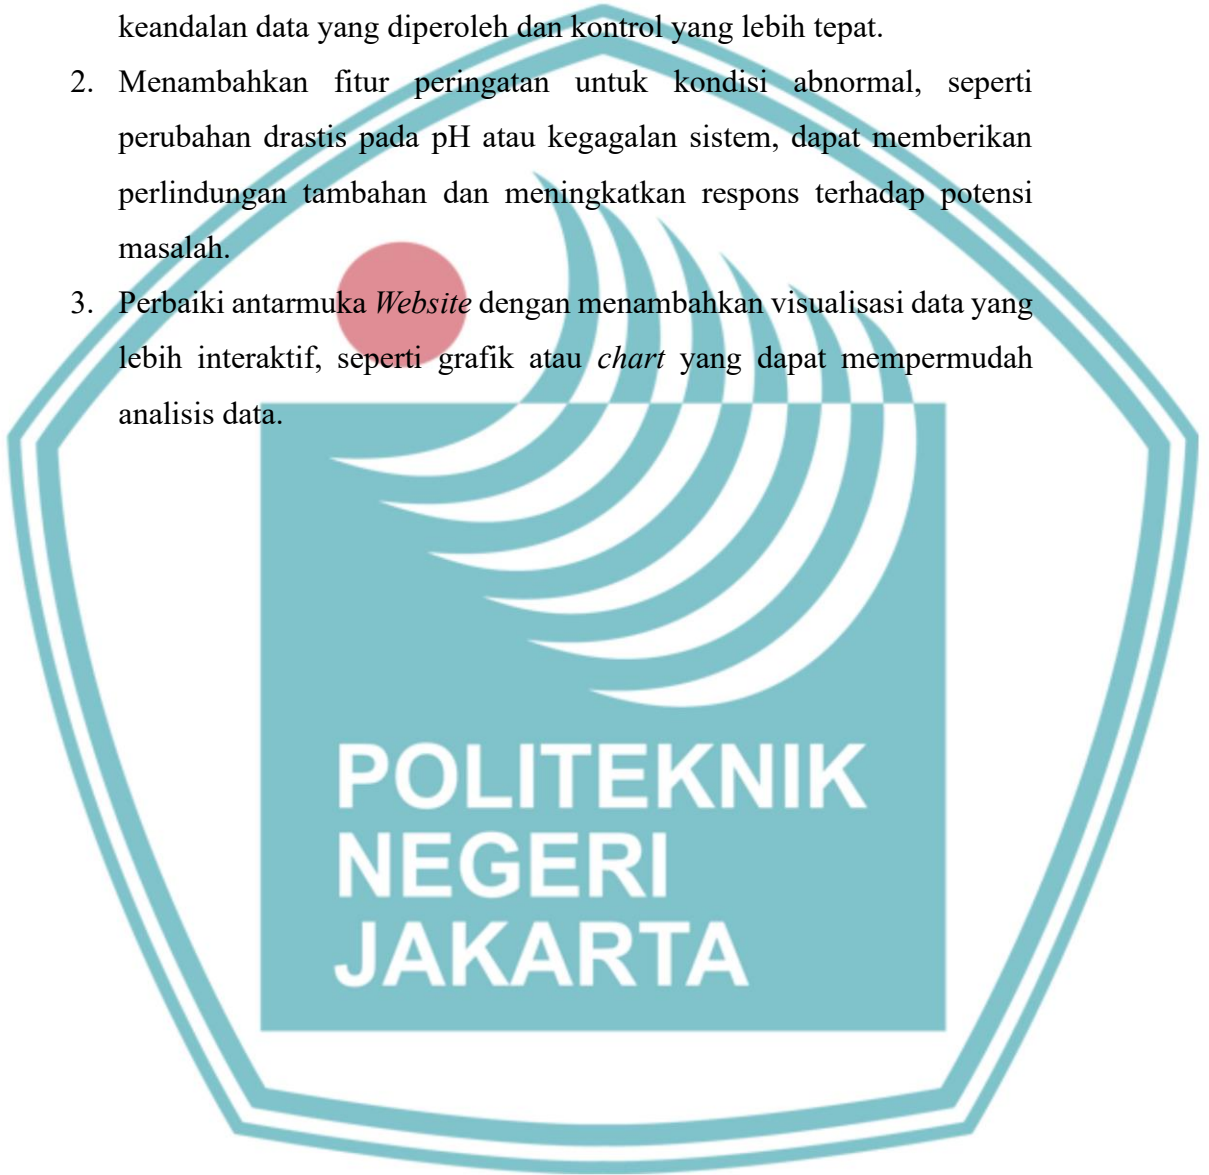 keandalan data yang diperoleh dan kontrol yang lebih tepat.
2. Menambahkan fitur peringatan untuk kondisi abnormal, seperti
perubahan drastis pada pH atau kegagalan sistem, dapat memberikan
perlindungan tambahan dan meningkatkan respons terhadap potensi
masalah.
3. Perbaiki antarmuka Website dengan menambahkan visualisasi data yang
lebih interaktif, seperti grafik atau chart yang dapat mempermudah
analisis data.
POLITEKNIK
NEGERI
JAKARTA